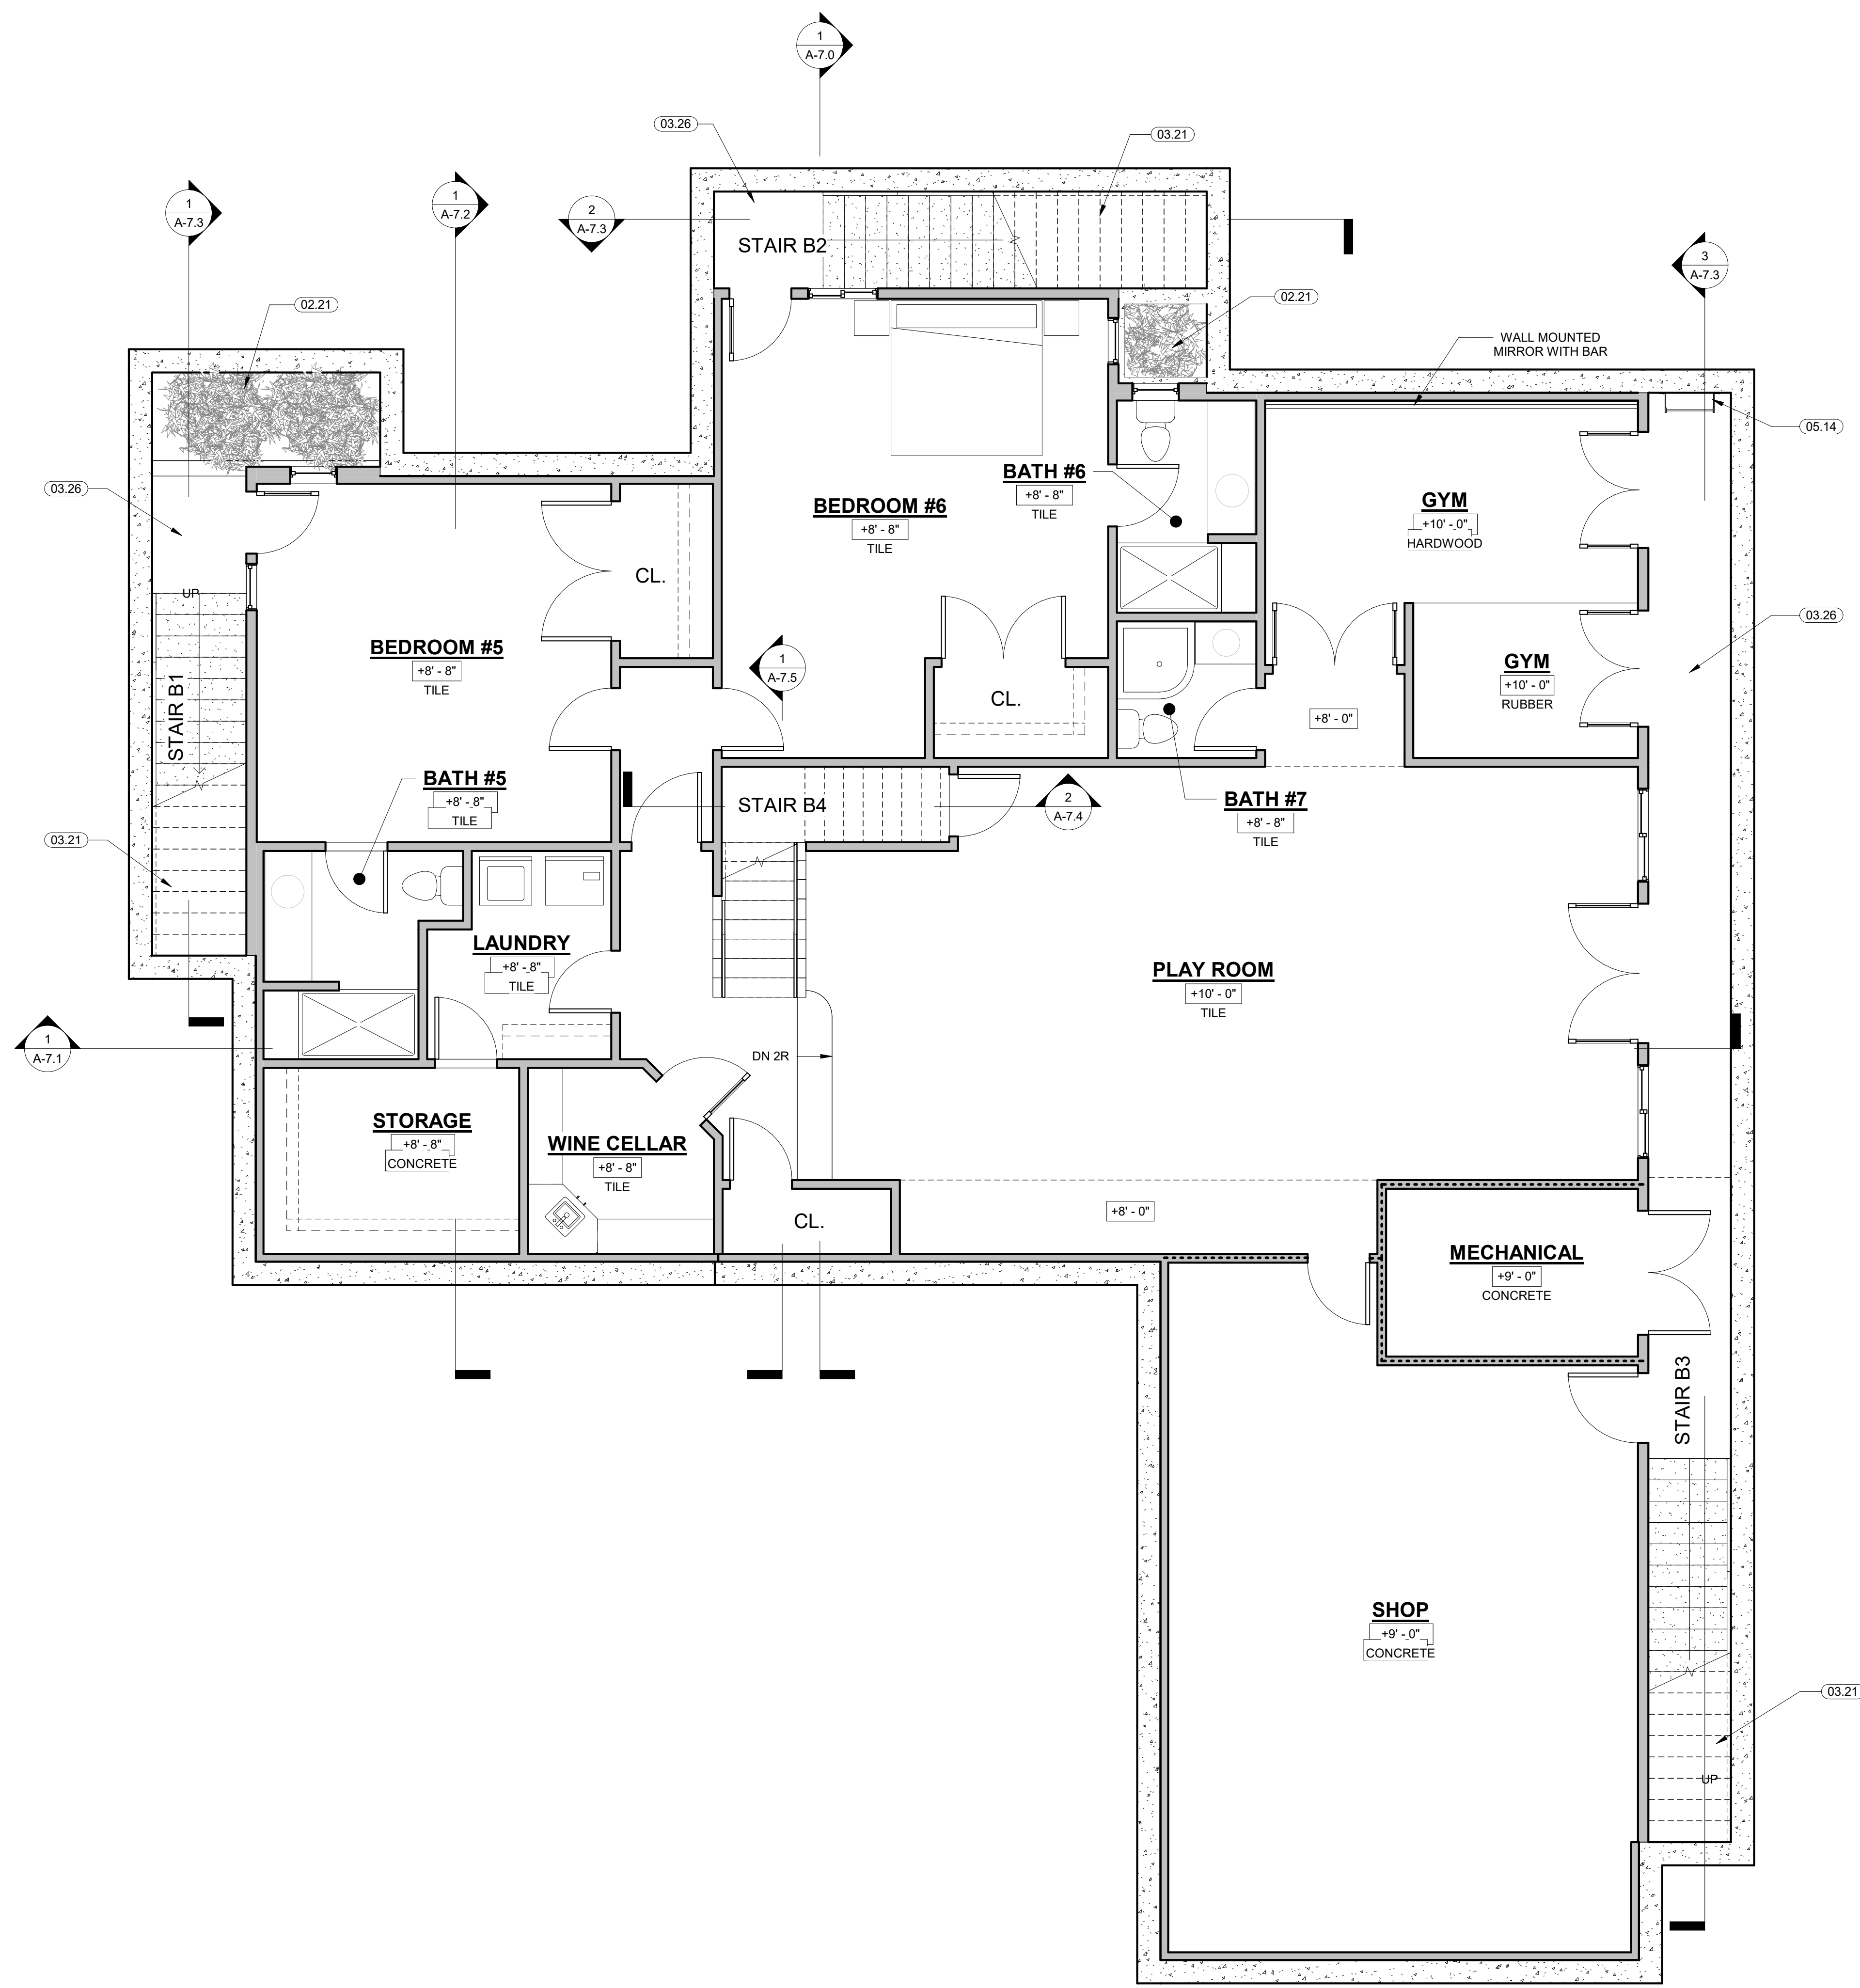 1
A-7.0
03.26
03.21
1
A-7.3
1
A-7.2
2
A-7.3
STAIR B2
3
A-7.3
02.21
02.21
WALL MOUNTED
MIRROR WITH BAR
05.14
03.26
BATH #6
+8' - 8"
TILE
BEDROOM #6
+8' - 8"
TILE
GYM
+10' - 0"
HARDWOOD
CL.
UP
03.26
BEDROOM #5
+8' - 8"
TILE
1
A-7.5
GYM
+10' - 0"
RUBBER
CL.
+8' - 0"
STAIR B1
BATH #5
+8' - 8"
TILE
STAIR B4
2
A-7.4
BATH #7
+8' - 8"
TILE
03.21
LAUNDRY
+8' - 8"
TILE
PLAY ROOM
+10' - 0"
TILE
1
A-7.1
DN 2R
STORAGE
+8' - 8"
CONCRETE
WINE CELLAR
+8' - 8"
TILE
CL.
+8' - 0"
MECHANICAL
+9' - 0"
CONCRETE
STAIR B3
SHOP
+9' - 0"
CONCRETE
03.21
UP